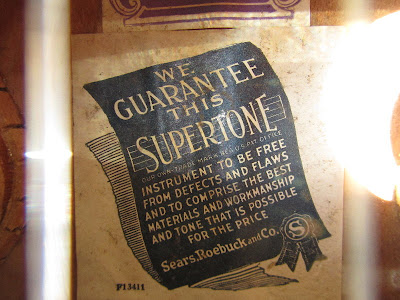 WE
GUARANTEE
THIS
SUPERTONE
OUR OWN TRADE MARK REG. U.S. PAT. OFFICE
INSTRUMENT TO BE FREE
FROM DEFECTS AND FLAWS
AND TO COMPRISE THE BEST
MATERIALS AND WORKMANSHIP
AND TONE THAT IS POSSIBLE
FOR THE PRICE
Sears, Roebuck and Co.
S
P13411